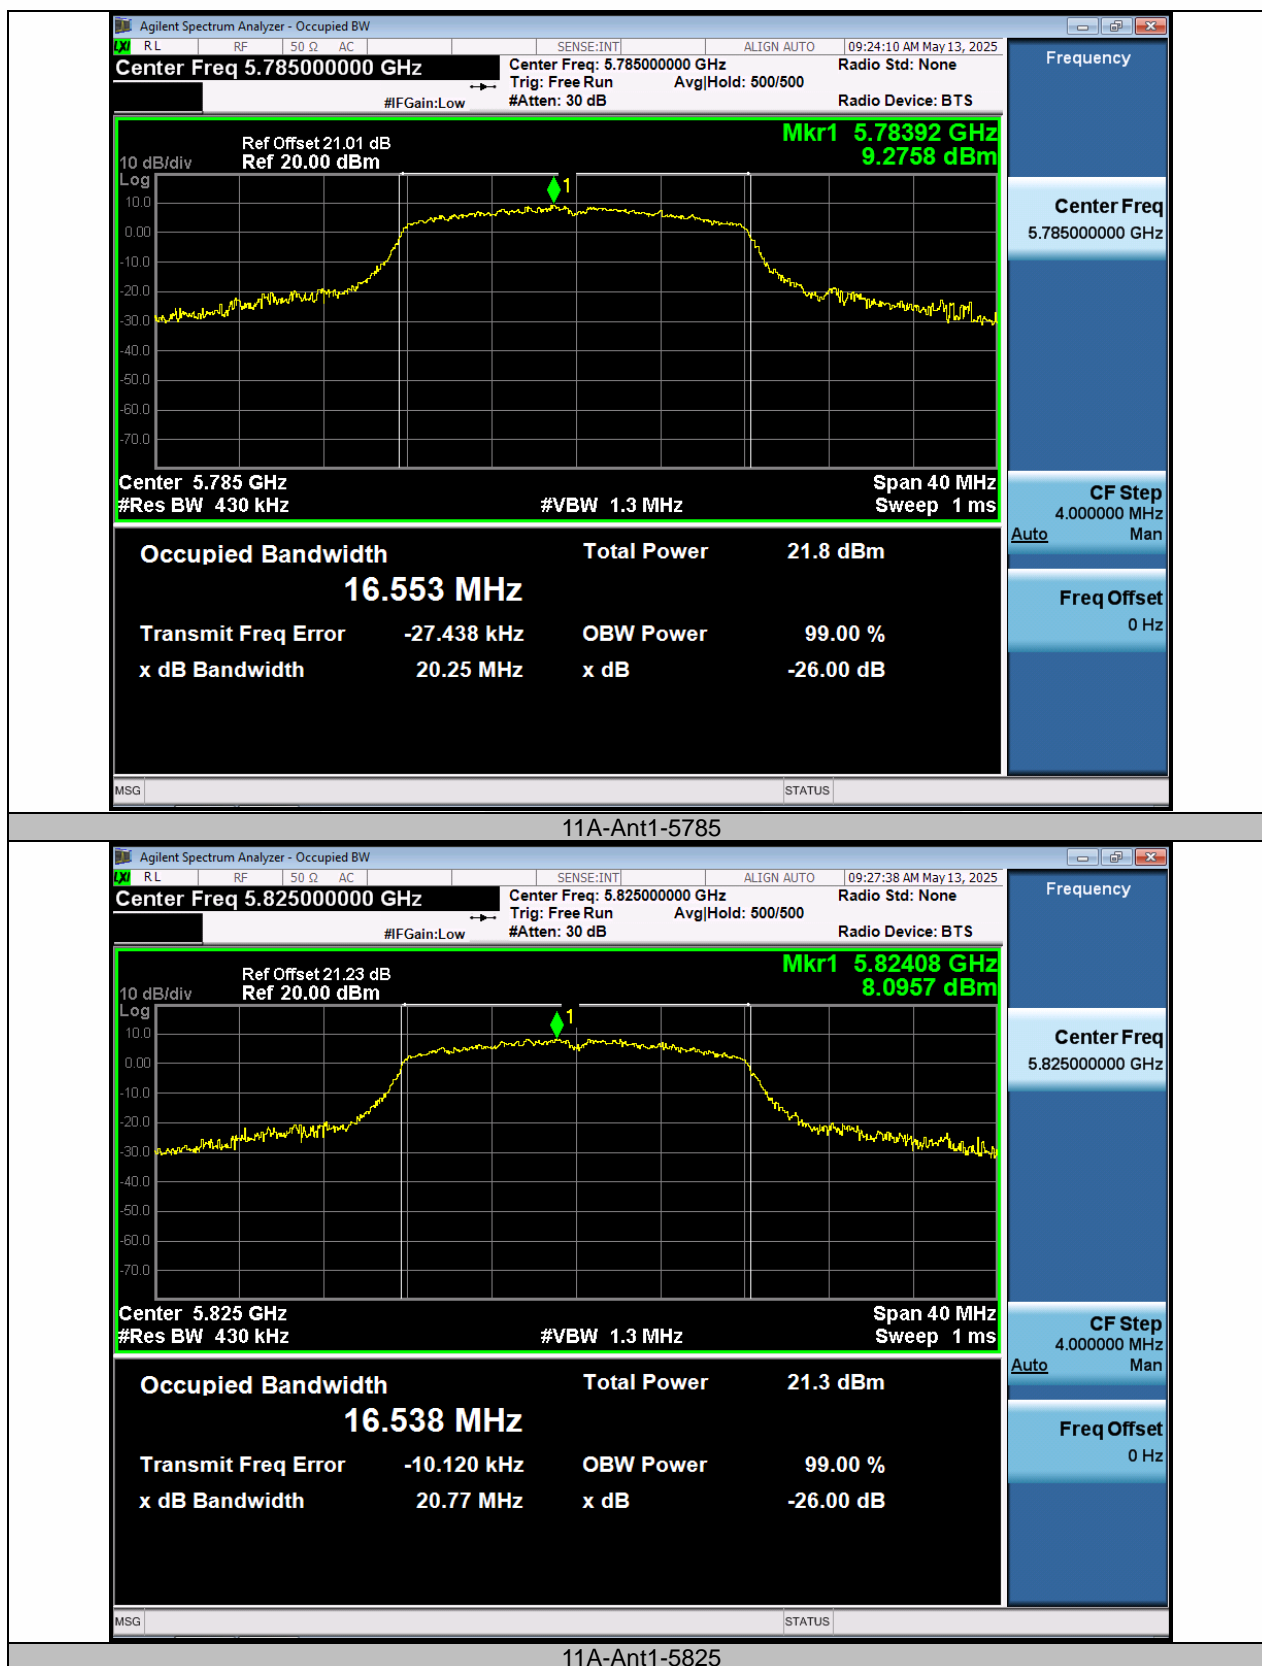 Agilent Spectrum Analyzer - Occupied BW
LXI RL RF 50 Ω AC SENSE:INT ALIGN AUTO 09:24:10 AM May 13, 2025
Center Freq 5.785000000 GHz Center Freq: 5.785000000 GHz Radio Std: None Frequency
Trig: Free Run Avg|Hold: 500/500
#IFGain:Low #Atten: 30 dB Radio Device: BTS
Mkr1 5.78392 GHz
Ref Offset 21.01 dB
10 dB/div Ref 20.00 dBm 9.2758 dBm
Log
1
10.0
Center Freq
5.785000000 GHz
0.00
-10.0
-20.0
-30.0
-40.0
-50.0
-60.0
-70.0
Center 5.785 GHz Span 40 MHz
#Res BW 430 kHz #VBW 1.3 MHz Sweep 1 ms
CF Step
4.000000 MHz
Auto Man
Occupied Bandwidth Total Power 21.8 dBm
16.553 MHz
Freq Offset
0 Hz
Transmit Freq Error -27.438 kHz OBW Power 99.00 %
x dB Bandwidth 20.25 MHz x dB -26.00 dB
MSG STATUS
11A-Ant1-5785
Agilent Spectrum Analyzer - Occupied BW
LXI RL RF 50 Ω AC SENSE:INT ALIGN AUTO 09:27:38 AM May 13, 2025
Center Freq 5.825000000 GHz Center Freq: 5.825000000 GHz Radio Std: None Frequency
Trig: Free Run Avg|Hold: 500/500
#IFGain:Low #Atten: 30 dB Radio Device: BTS
Mkr1 5.82408 GHz
Ref Offset 21.23 dB
10 dB/div Ref 20.00 dBm 8.0957 dBm
Log
1
10.0
Center Freq
5.825000000 GHz
0.00
-10.0
-20.0
-30.0
-40.0
-50.0
-60.0
-70.0
Center 5.825 GHz Span 40 MHz
#Res BW 430 kHz #VBW 1.3 MHz Sweep 1 ms
CF Step
4.000000 MHz
Auto Man
Occupied Bandwidth Total Power 21.3 dBm
16.538 MHz
Freq Offset
0 Hz
Transmit Freq Error -10.120 kHz OBW Power 99.00 %
x dB Bandwidth 20.77 MHz x dB -26.00 dB
MSG STATUS
11A-Ant1-5825